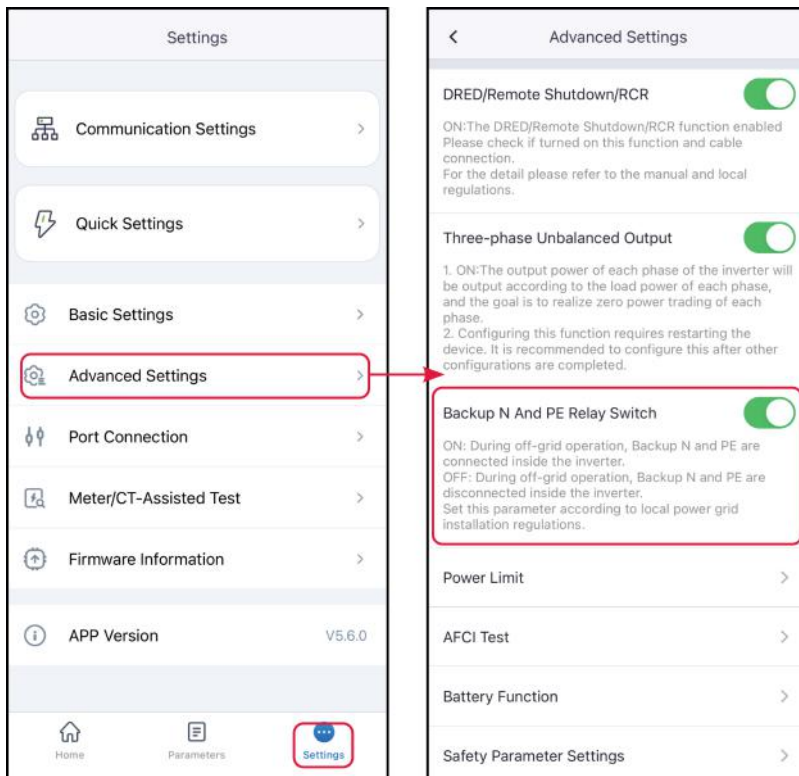 Settings
Communication Settings
Quick Settings
Basic Settings
Advanced Settings
Port Connection
Meter/CT-Assisted Test
Firmware Information
APP Version V5.6.0
Home Parameters Settings
Advanced Settings
DRED/Remote Shutdown/RCR
ON:The DRED/Remote Shutdown/RCR function enabled
Please check if turned on this function and cable
connection.
For the detail please refer to the manual and local
regulations.
Three-phase Unbalanced Output
1. ON:The output power of each phase of the inverter will
be output according to the load power of each phase,
and the goal is to realize zero power trading of each
phase.
2. Configuring this function requires restarting the
device. It is recommended to configure this after other
configurations are completed.
Backup N And PE Relay Switch
ON: During off-grid operation, Backup N and PE are
connected inside the inverter.
OFF: During off-grid operation, Backup N and PE are
disconnected inside the inverter.
Set this parameter according to local power grid
installation regulations.
Power Limit
AFCI Test
Battery Function
Safety Parameter Settings